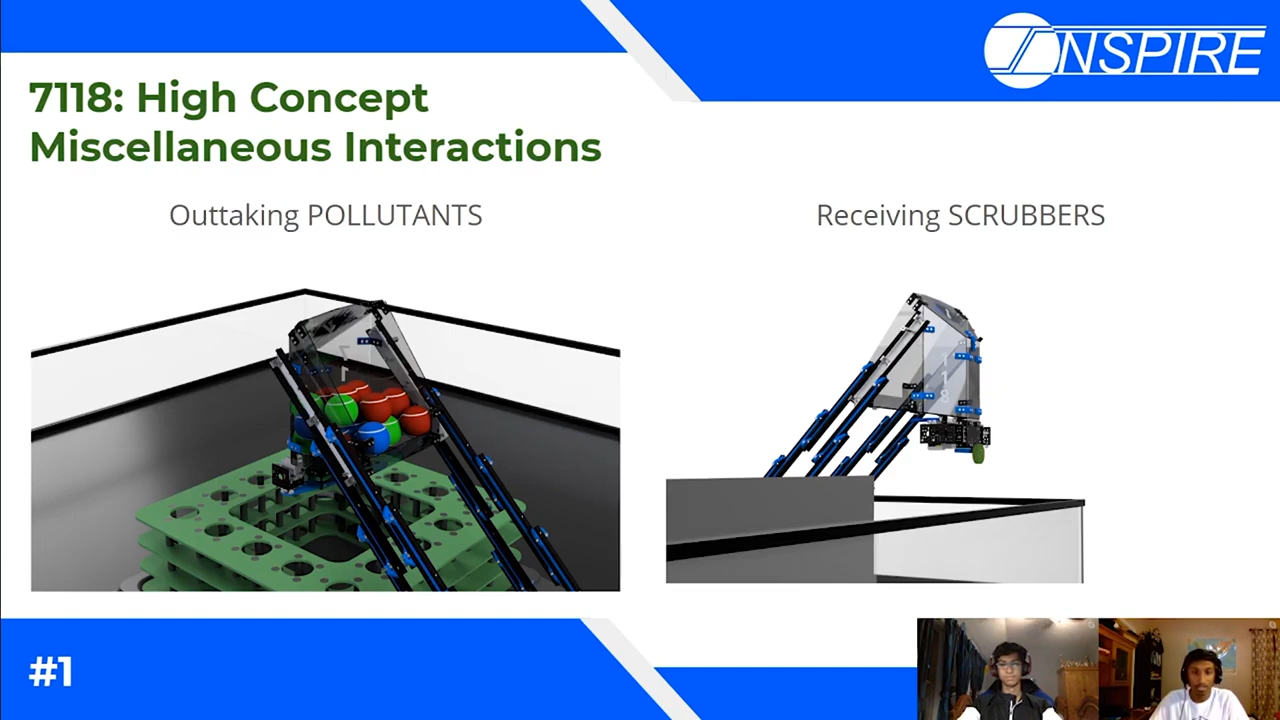 INSPIRE
7118: High Concept
Miscellaneous Interactions
Outtaking POLLUTANTS
Receiving SCRUBBERS
#1